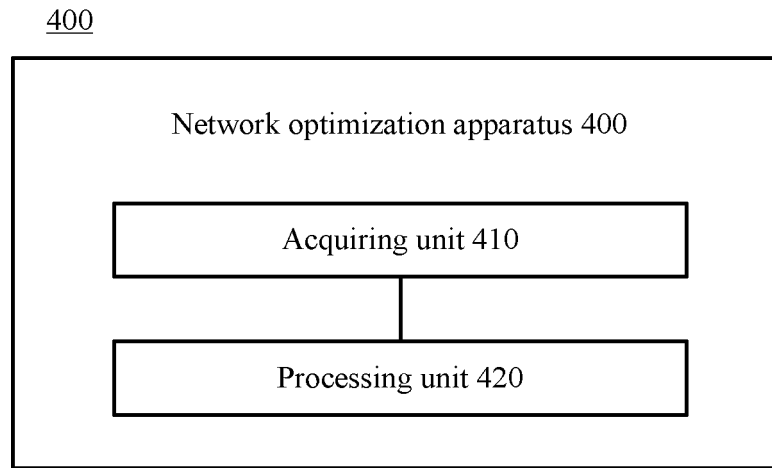 400
Network optimization apparatus 400
Acquiring unit 410
Processing unit 420